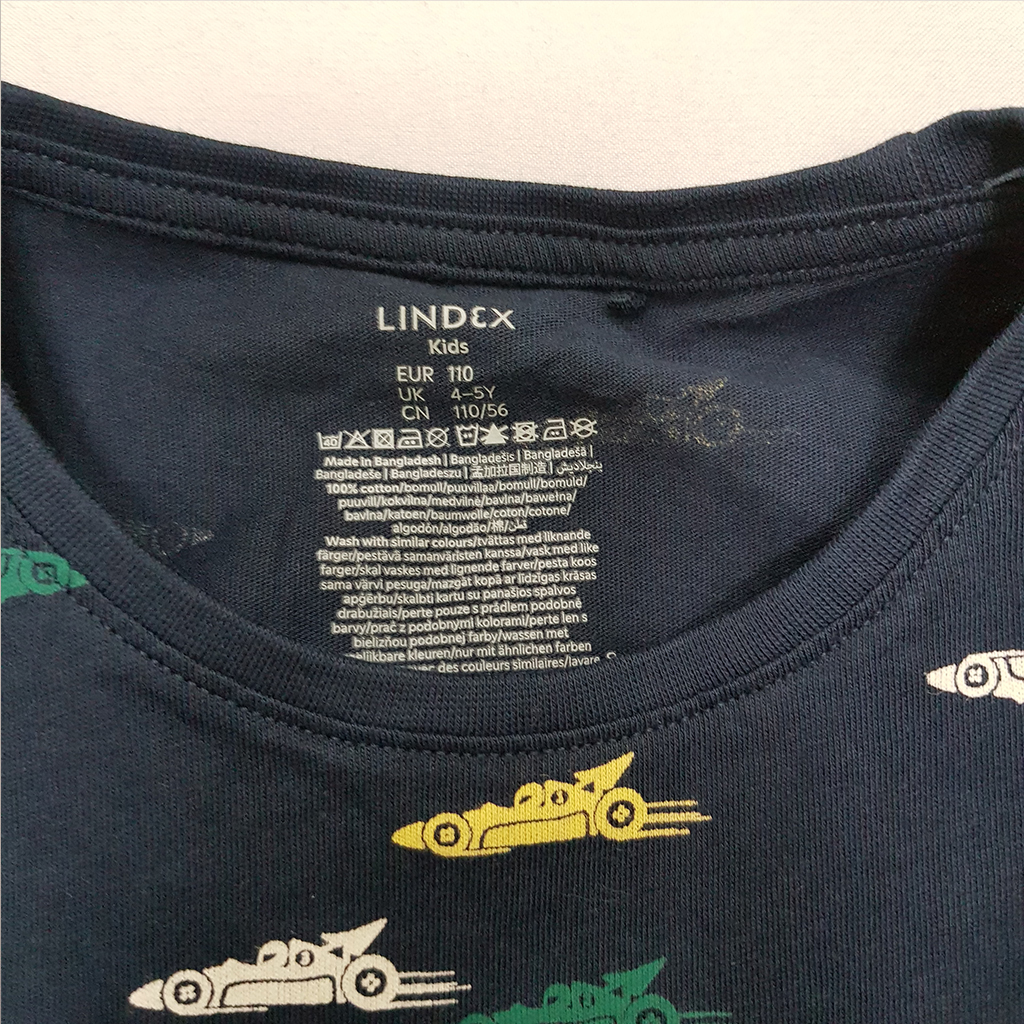 LINDEX
Kids
EUR 110
UK 4–5Y
CN 110/56
40
Made in Bangladesh | Bangladešis | Bangladešā |
Bangladeše | Bangladeszu | 孟加拉国制造 | بنجلاديش
100% cotton/bomull/puuvillaa/bomull/bomuld/
puuvill/kokvilna/medvilnė/bavlna/bawełna/
bavlna/katoen/baumwolle/coton/cotone/
algodón/algodão/棉/قطن
Wash with similar colours/tvättas med liknande
färger/pestävä samanväristen kanssa/vask med like
farger/skal vaskes med lignende farver/pesta koos
sama värvi pesuga/mazgāt kopā ar līdzīgas krāsas
apģērbu/skalbti kartu su panašios spalvos
drabužiais/perte pouze s prádlem podobné
barvy/prać z podobnymi kolorami/perte len s
bielizňou podobnej farby/wassen met
kleuren/nur mit ähnlichen farben
des couleurs similaires/lavare